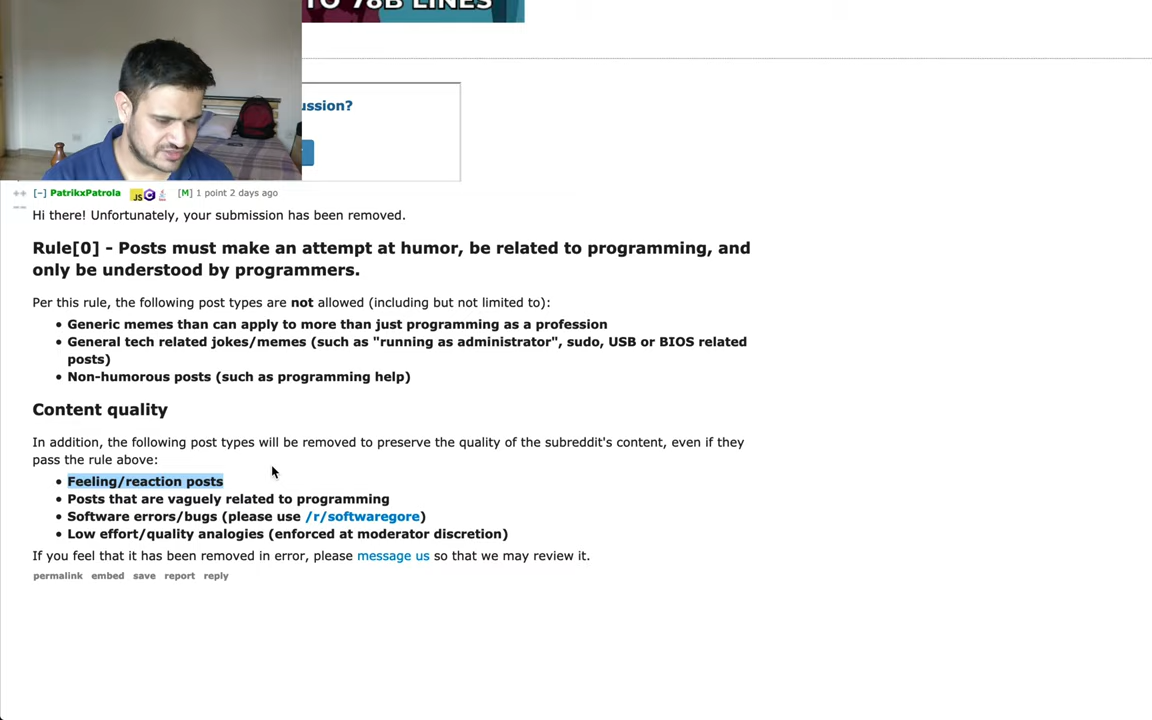 TO 78B LINES
ussion?
[–] PatrikxPatrola JS C [M] 1 point 2 days ago
Hi there! Unfortunately, your submission has been removed.
Rule[0] - Posts must make an attempt at humor, be related to programming, and
only be understood by programmers.
Per this rule, the following post types are not allowed (including but not limited to):
• Generic memes than can apply to more than just programming as a profession
• General tech related jokes/memes (such as "running as administrator", sudo, USB or BIOS related
posts)
• Non-humorous posts (such as programming help)
Content quality
In addition, the following post types will be removed to preserve the quality of the subreddit's content, even if they
pass the rule above:
• Feeling/reaction posts
• Posts that are vaguely related to programming
• Software errors/bugs (please use /r/softwaregore)
• Low effort/quality analogies (enforced at moderator discretion)
If you feel that it has been removed in error, please message us so that we may review it.
permalink embed save report reply